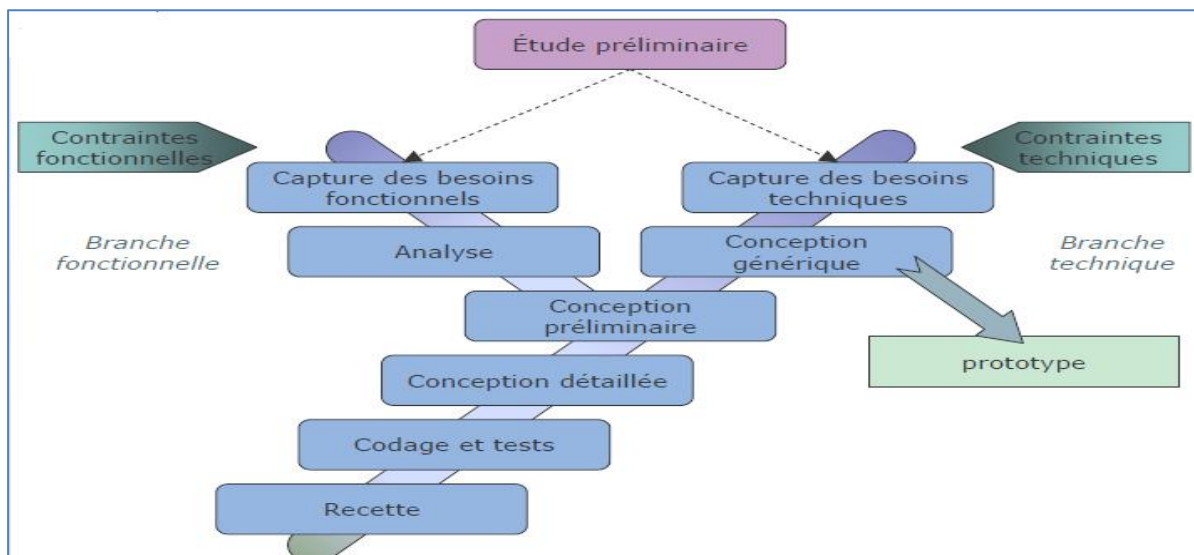 Étude préliminaire
Contraintes
fonctionnelles
Contraintes
techniques
Capture des besoins
fonctionnels
Capture des besoins
techniques
Branche
fonctionnelle
Analyse
Conception
générique
Branche
technique
Conception
préliminaire
prototype
Conception détaillée
Codage et tests
Recette